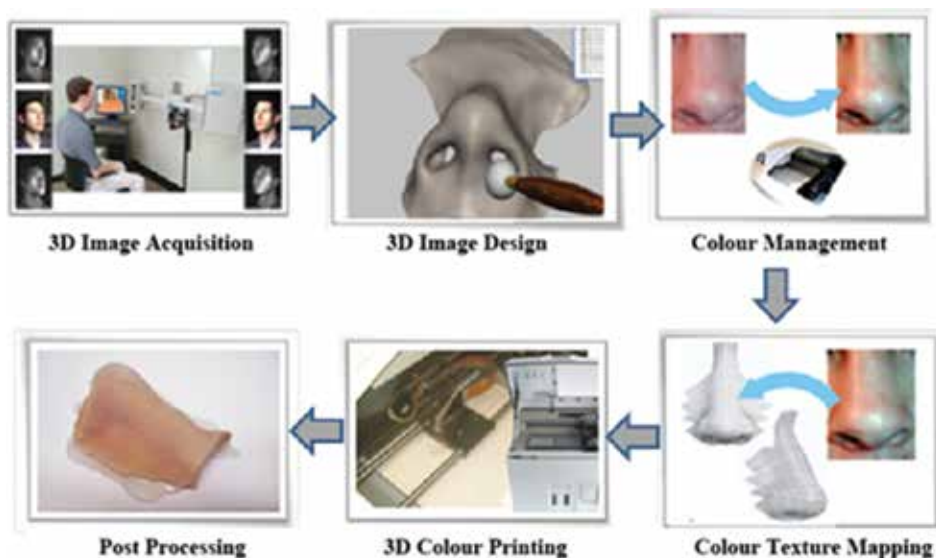 3D Image Acquisition
3D Image Design
Colour Management
Colour Texture Mapping
3D Colour Printing
Post Processing